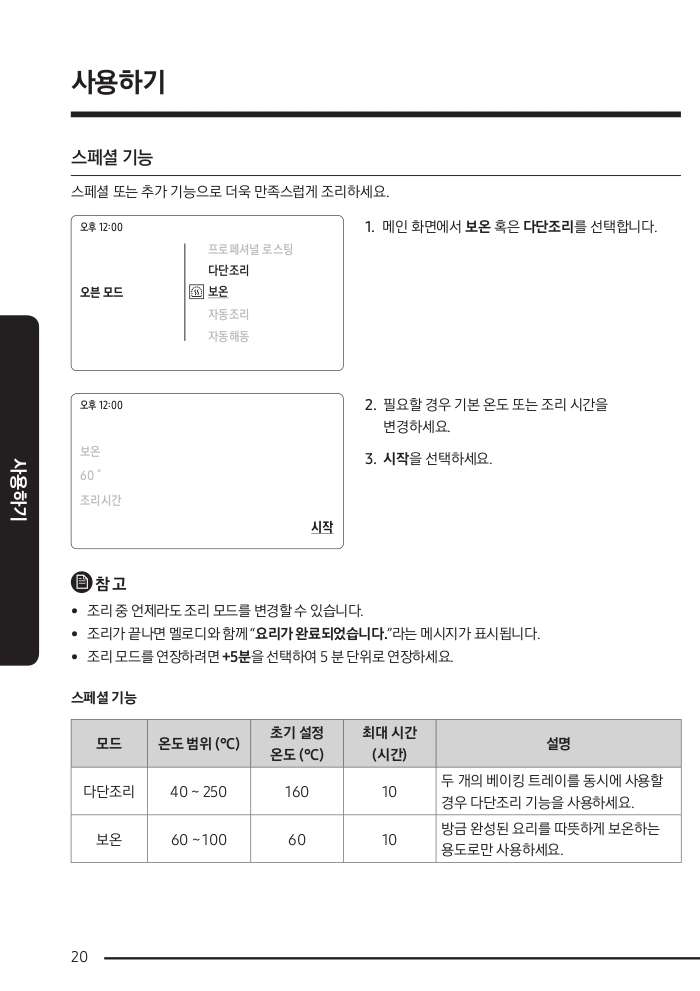 사용하기
스페셜 기능
스페셜 또는 추가 기능으로 더욱 만족스럽게 조리하세요.
오후 12:00
프로페셔널 로스팅
다단조리
오븐 모드
보온
자동조리
자동해동
1. 메인 화면에서 보온 혹은 다단조리를 선택합니다.
오후 12:00
보온
60 °
조리시간
시작
2. 필요할 경우 기본 온도 또는 조리 시간을
변경하세요.
3. 시작을 선택하세요.
사용하기
참고
• 조리 중 언제라도 조리 모드를 변경할 수 있습니다.
• 조리가 끝나면 멜로디와 함께 “요리가 완료되었습니다.”라는 메시지가 표시됩니다.
• 조리 모드를 연장하려면 +5분을 선택하여 5 분 단위로 연장하세요.
스페셜 기능
모드 온도 범위 (°C) 초기 설정 온도 (°C) 최대 시간 (시간) 설명
다단조리 40 ~ 250 160 10 두 개의 베이킹 트레이를 동시에 사용할
경우 다단조리 기능을 사용하세요.
보온 60 ~100 60 10 방금 완성된 요리를 따뜻하게 보온하는
용도로만 사용하세요.
20